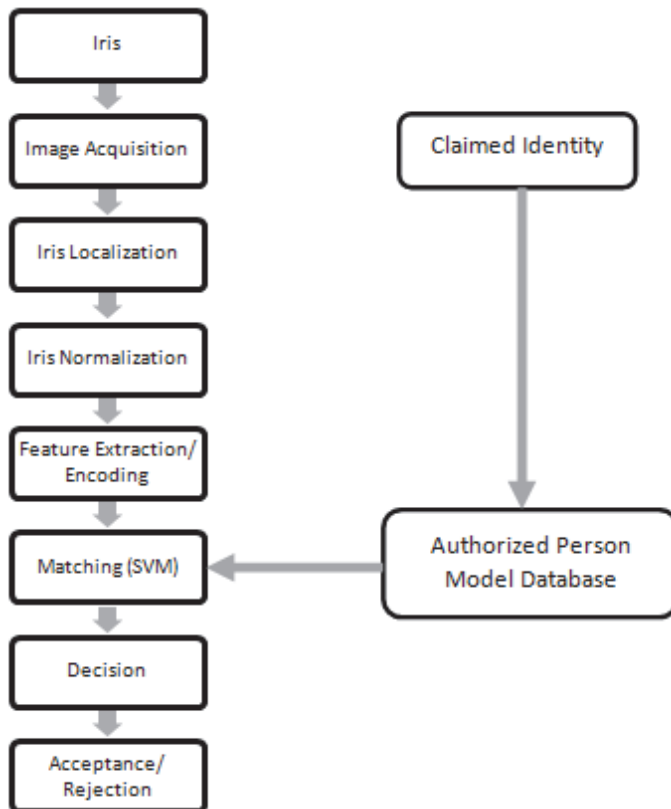 Iris
Image Acquisition
Claimed Identity
Iris Localization
Iris Normalization
Feature Extraction/
Encoding
Matching (SVM)
Authorized Person
Model Database
Decision
Acceptance/
Rejection